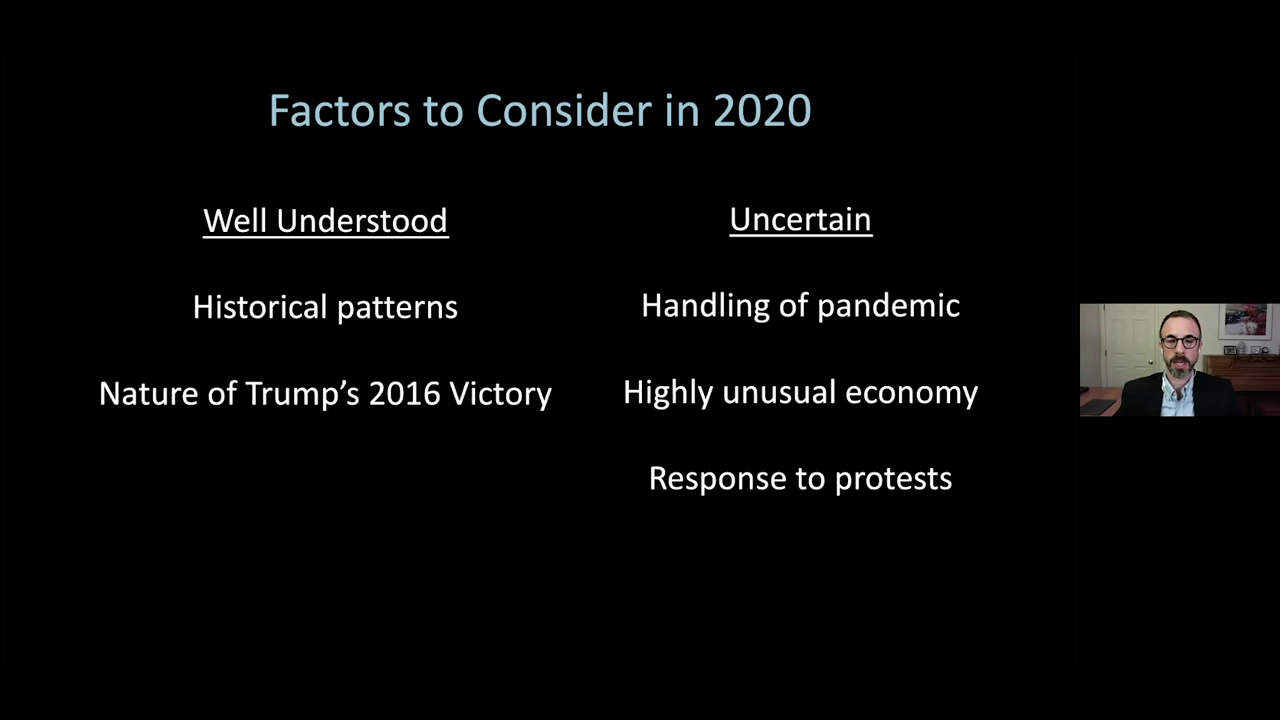 Factors to Consider in 2020
Well Understood
Historical patterns
Nature of Trump’s 2016 Victory
Uncertain
Handling of pandemic
Highly unusual economy
Response to protests